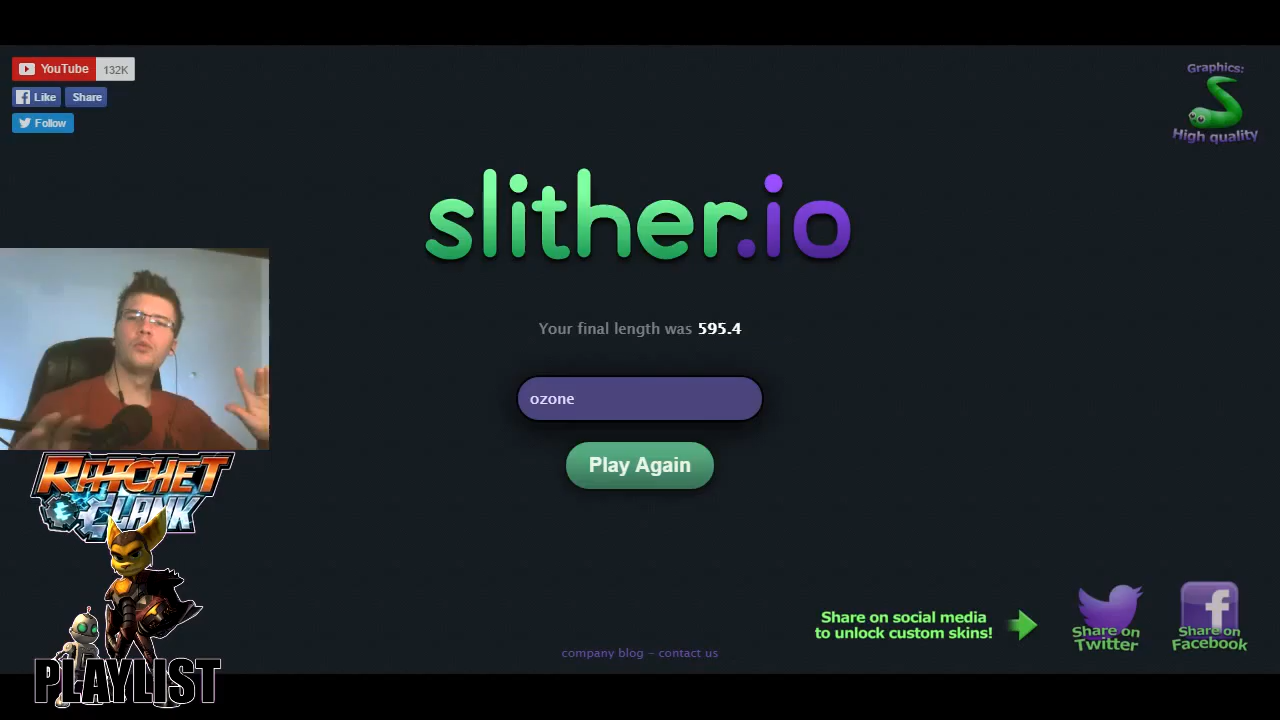 YouTube 132K
Like Share
Follow
Graphics:
High quality
slither.io
Your final length was 595.4
ozone
Play Again
RATCHET
& CLANK
PLAYLIST
Share on social media
to unlock custom skins!
Share on
Twitter
Share on
Facebook
company blog - contact us